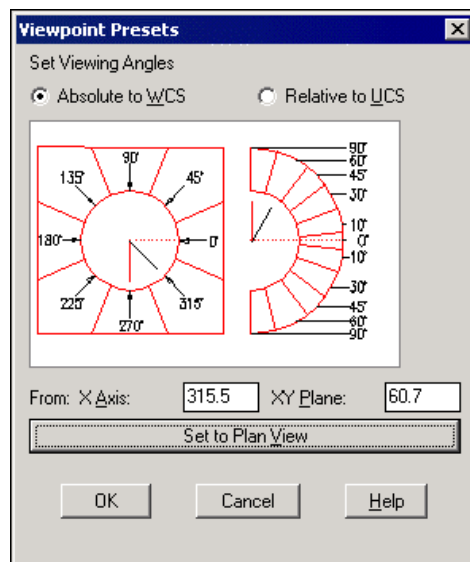 Viewpoint Presets
Set Viewing Angles
Absolute to WCS
Relative to UCS
90°
135°
45°
180°
0°
225°
315°
270°
90°
60°
45°
30°
10°
0°
10°
30°
45°
60°
90°
From: X Axis: 315.5 XY Plane: 60.7
Set to Plan View
OK Cancel Help